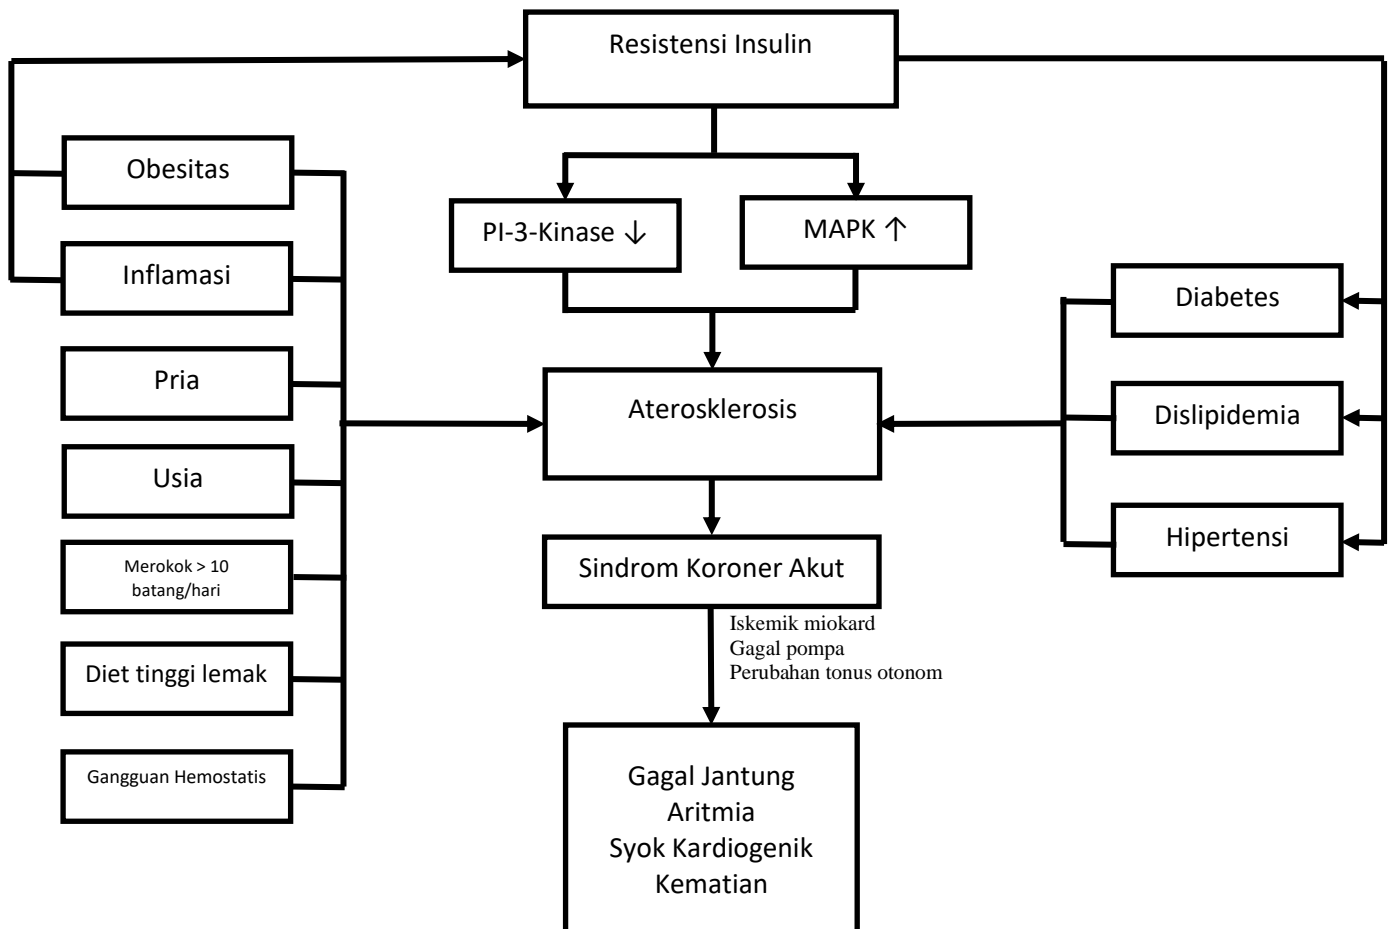 Resistensi Insulin
Obesitas
PI-3-Kinase ↓
MAPK ↑
Inflamasi
Diabetes
Pria
Aterosklerosis
Dislipidemia
Usia
Hipertensi
Merokok > 10
batang/hari
Sindrom Koroner Akut
Iskemik miokard
Gagal pompa
Perubahan tonus otonom
Diet tinggi lemak
Gangguan Hemostatis
Gagal Jantung
Aritmia
Syok Kardiogenik
Kematian